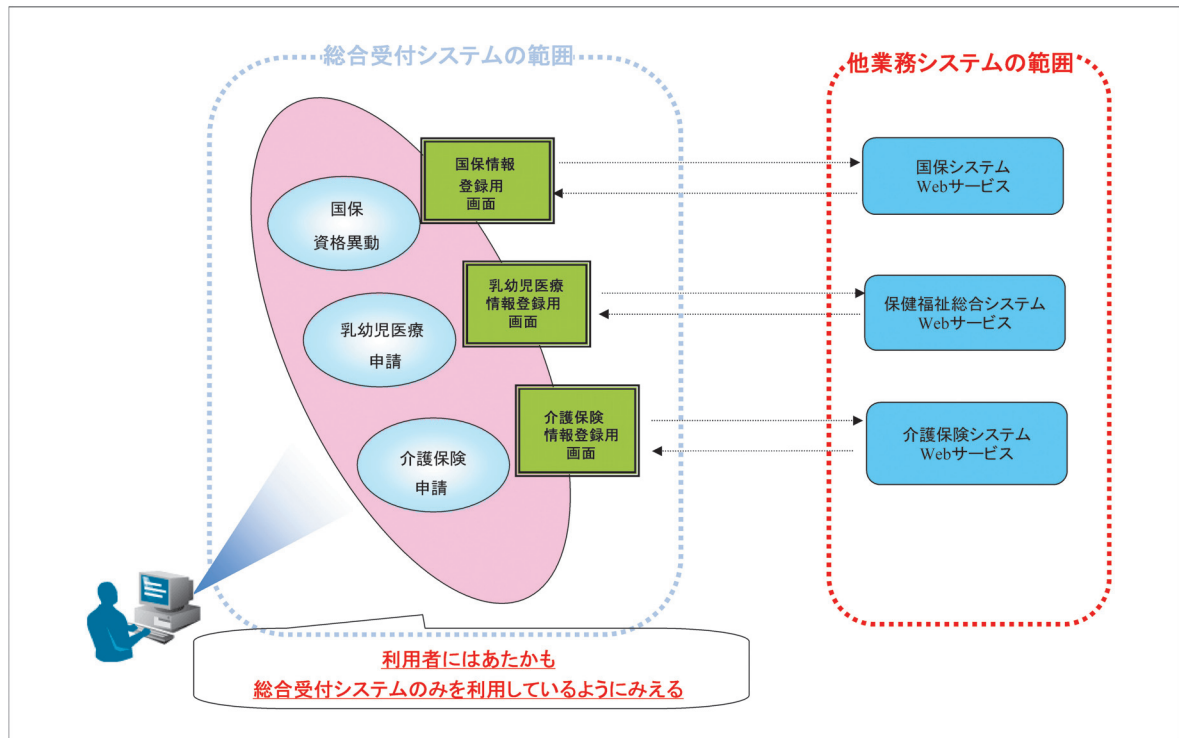 総合受付システムの範囲
他業務システムの範囲
国保情報
登録用
画面
国保
資格異動
国保システム
Webサービス
乳幼児医療
情報登録用
画面
乳幼児医療
申請
保健福祉総合システム
Webサービス
介護保険
情報登録用
画面
介護保険
申請
介護保険システム
Webサービス
利用者にはあたかも
総合受付システムのみを利用しているようにみえる